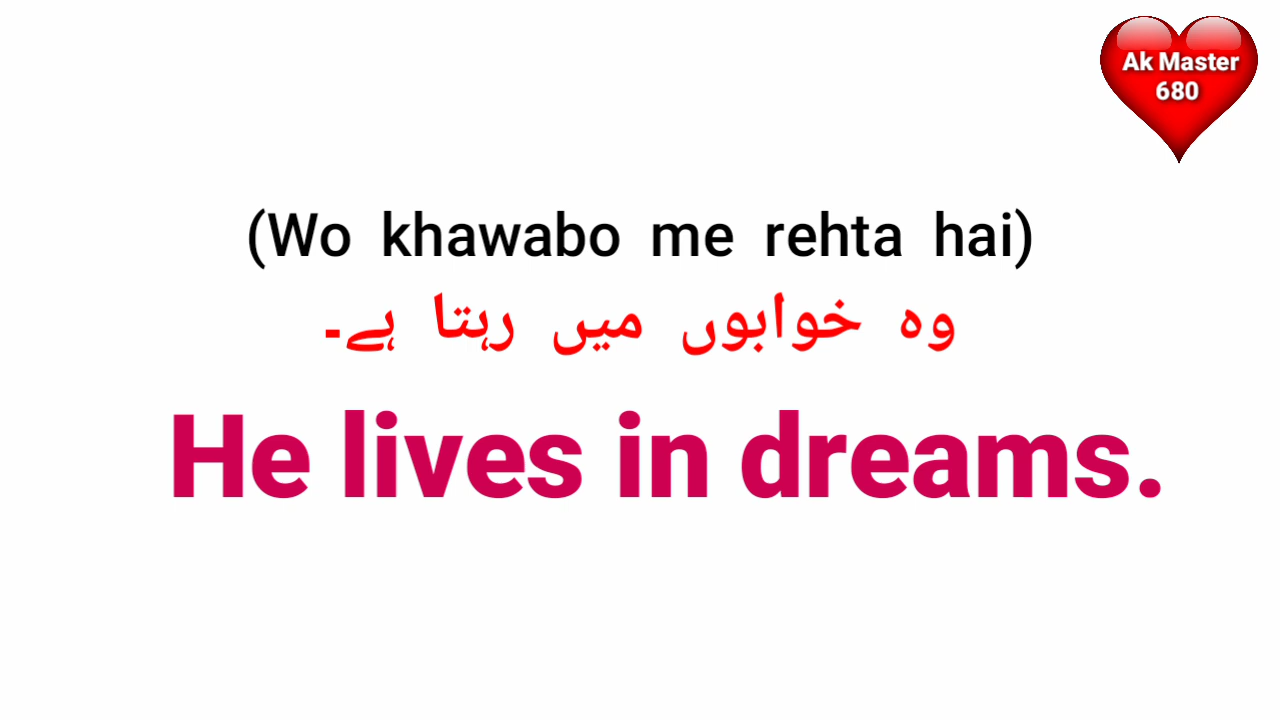 Ak Master
680
(Wo khawabo me rehta hai)
وہ خوابوں میں رہتا ہے۔
He lives in dreams.